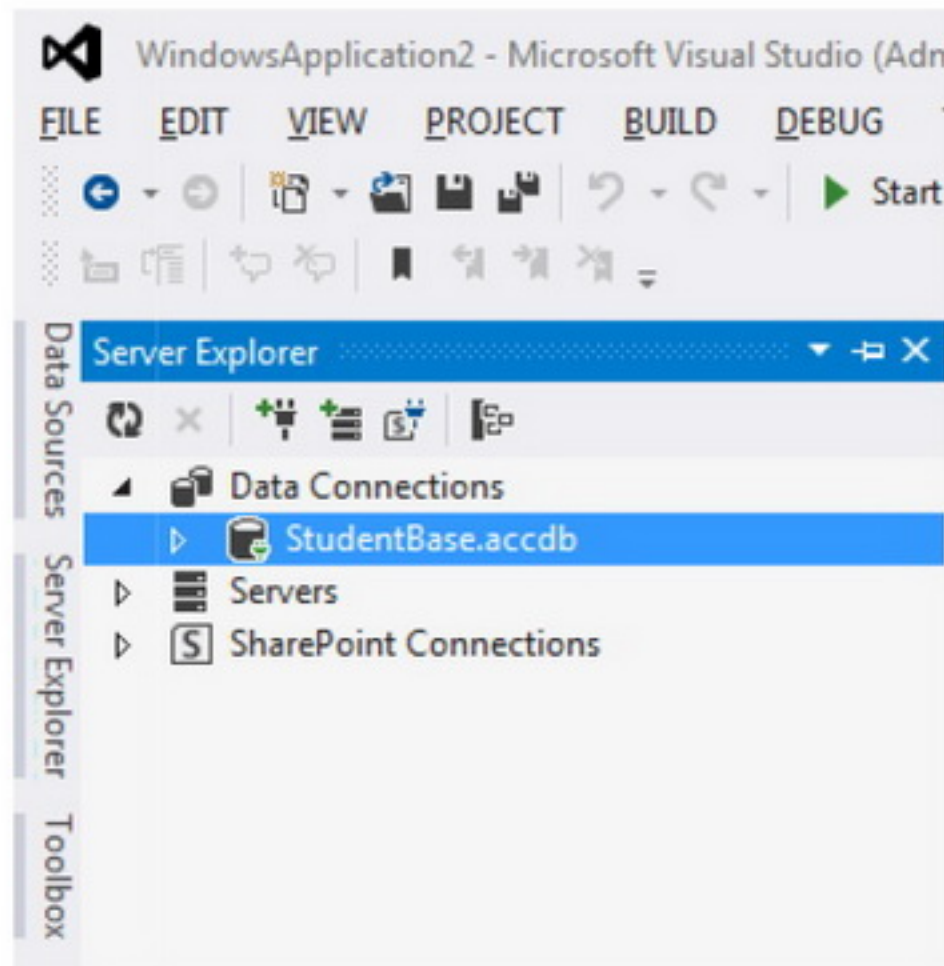 WindowsApplication2 - Microsoft Visual Studio (Adn
FILE EDIT VIEW PROJECT BUILD DEBUG
Start
Server Explorer
Data Connections
StudentBase.accdb
Servers
SharePoint Connections
Data Sources
Server Explorer
Toolbox